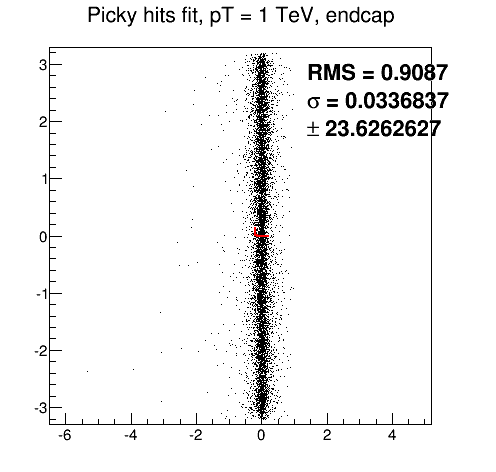 Picky hits fit, pT = 1 TeV, endcap
RMS = 0.9087
σ = 0.0336837
± 23.6262627
3
2
1
0
-1
-2
-3
-6 -4 -2 0 2 4